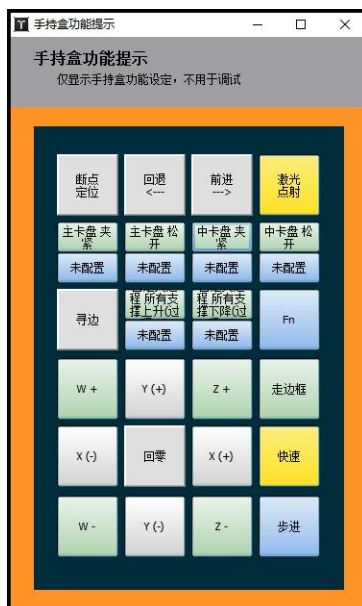 手持盒功能提示
手持盒功能提示
仅显示手持盒功能设定，不用于调试
断点
定位
回退
<---
前进
--->
激光
点射
主卡盘 夹
紧
主卡盘 松
开
中卡盘 夹
紧
中卡盘 松
开
未配置
未配置
未配置
未配置
寻边
程 所有支
撑上升0过
程 所有支
撑下降0过
Fn
未配置
未配置
W +
Y (+)
Z +
走边框
X (-)
回零
X (+)
快速
W -
Y (-)
Z -
步进